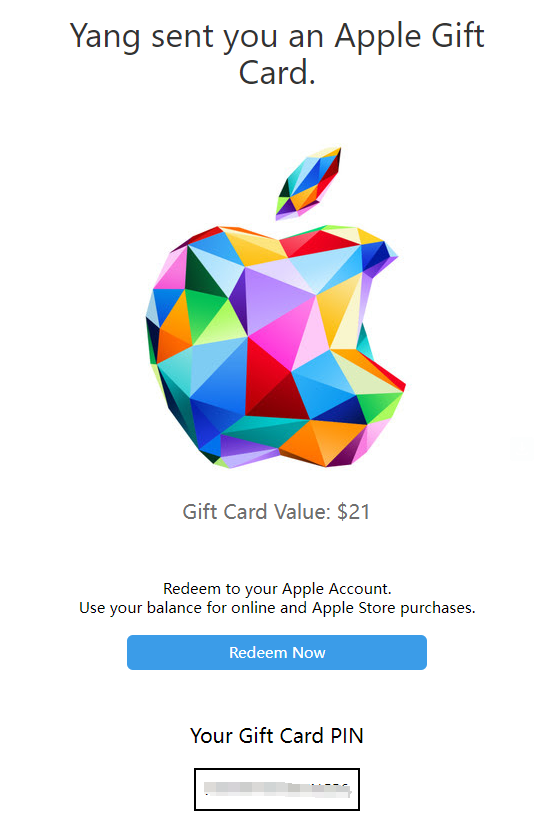 Yang sent you an Apple Gift
Card.
Gift Card Value: $21
Redeem to your Apple Account.
Use your balance for online and Apple Store purchases.
Redeem Now
Your Gift Card PIN